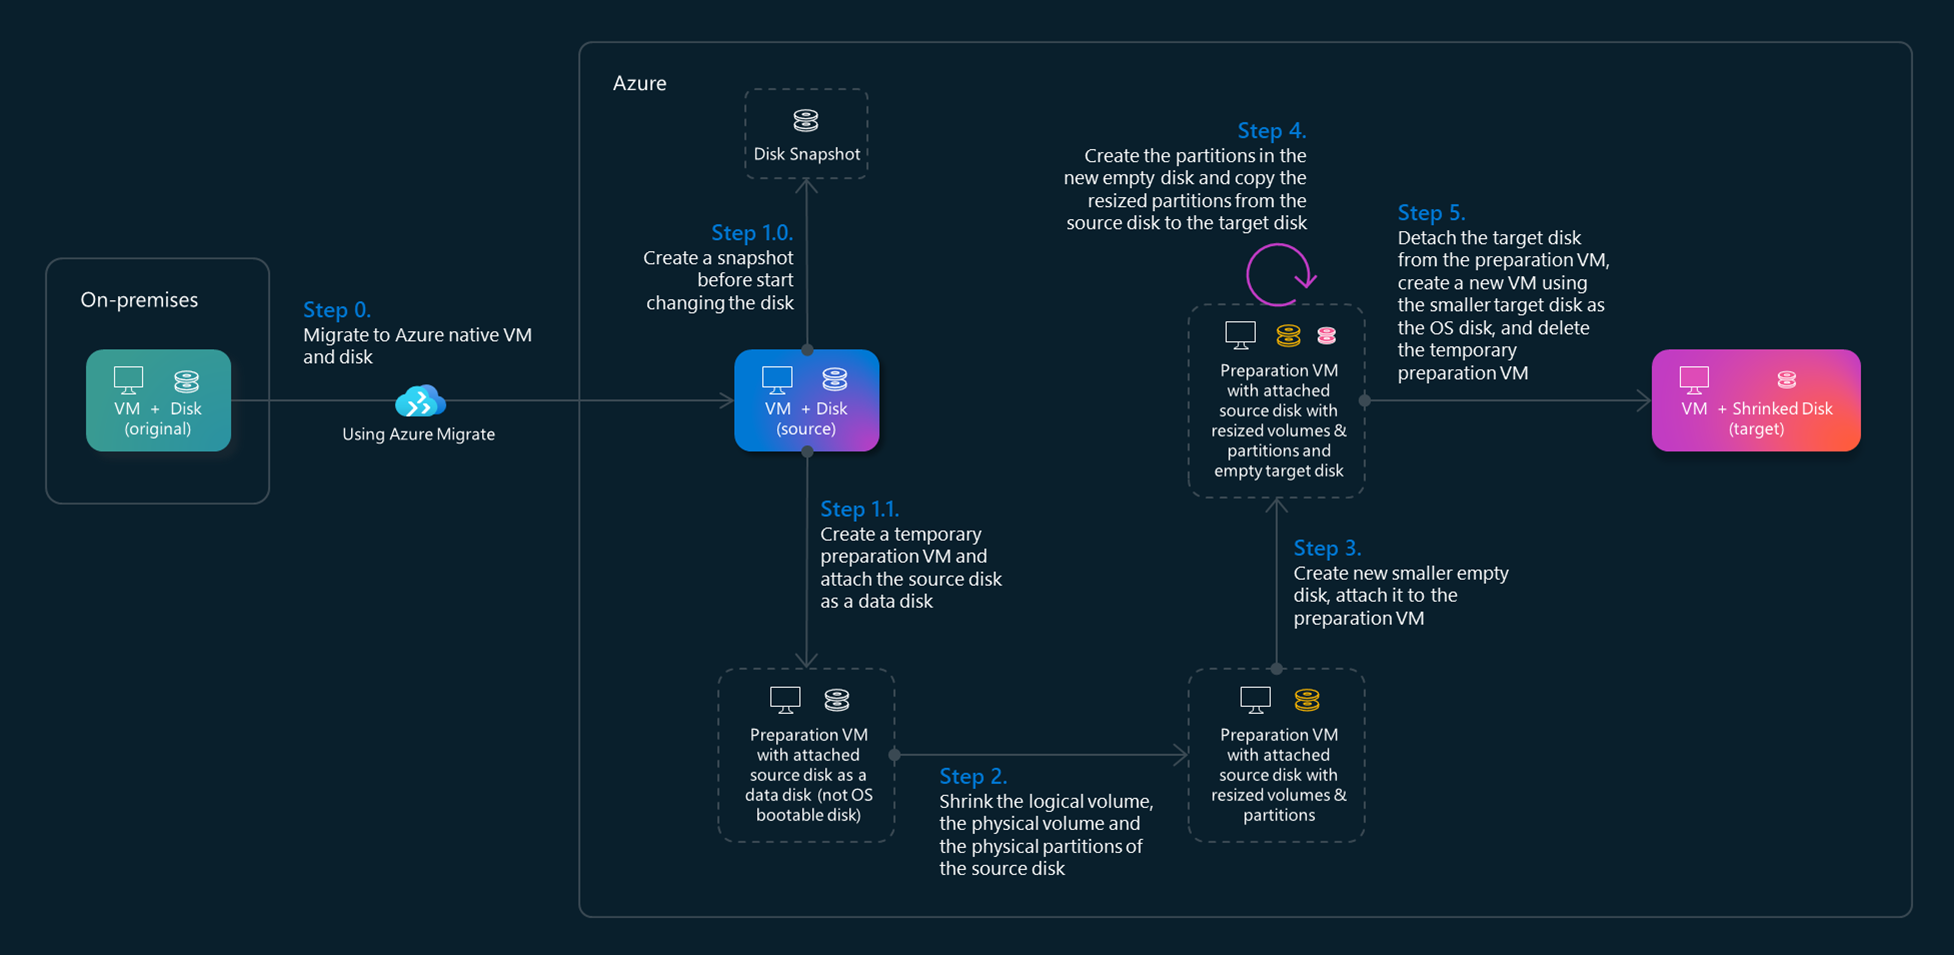 Azure
Disk Snapshot
Step 1.0.
Create a snapshot
before start
changing the disk
On-premises
VM + Disk
(original)
Step 0.
Migrate to Azure native VM
and disk
Using Azure Migrate
VM + Disk
(source)
Step 1.1.
Create a temporary
preparation VM and
attach the source disk
as a data disk
Preparation VM
with attached
source disk as a
data disk (not OS
bootable disk)
Step 2.
Shrink the logical volume,
the physical volume and
the physical partitions of
the source disk
Preparation VM
with attached
source disk with
resized volumes &
partitions
Step 3.
Create new smaller empty
disk, attach it to the
preparation VM
Step 4.
Create the partitions in the
new empty disk and copy the
resized partitions from the
source disk to the target disk
Preparation VM
with attached
source disk with
resized volumes &
partitions and
empty target disk
Step 5.
Detach the target disk
from the preparation VM,
create a new VM using
the smaller target disk as
the OS disk, and delete
the temporary
preparation VM
VM + Shrinked Disk
(target)